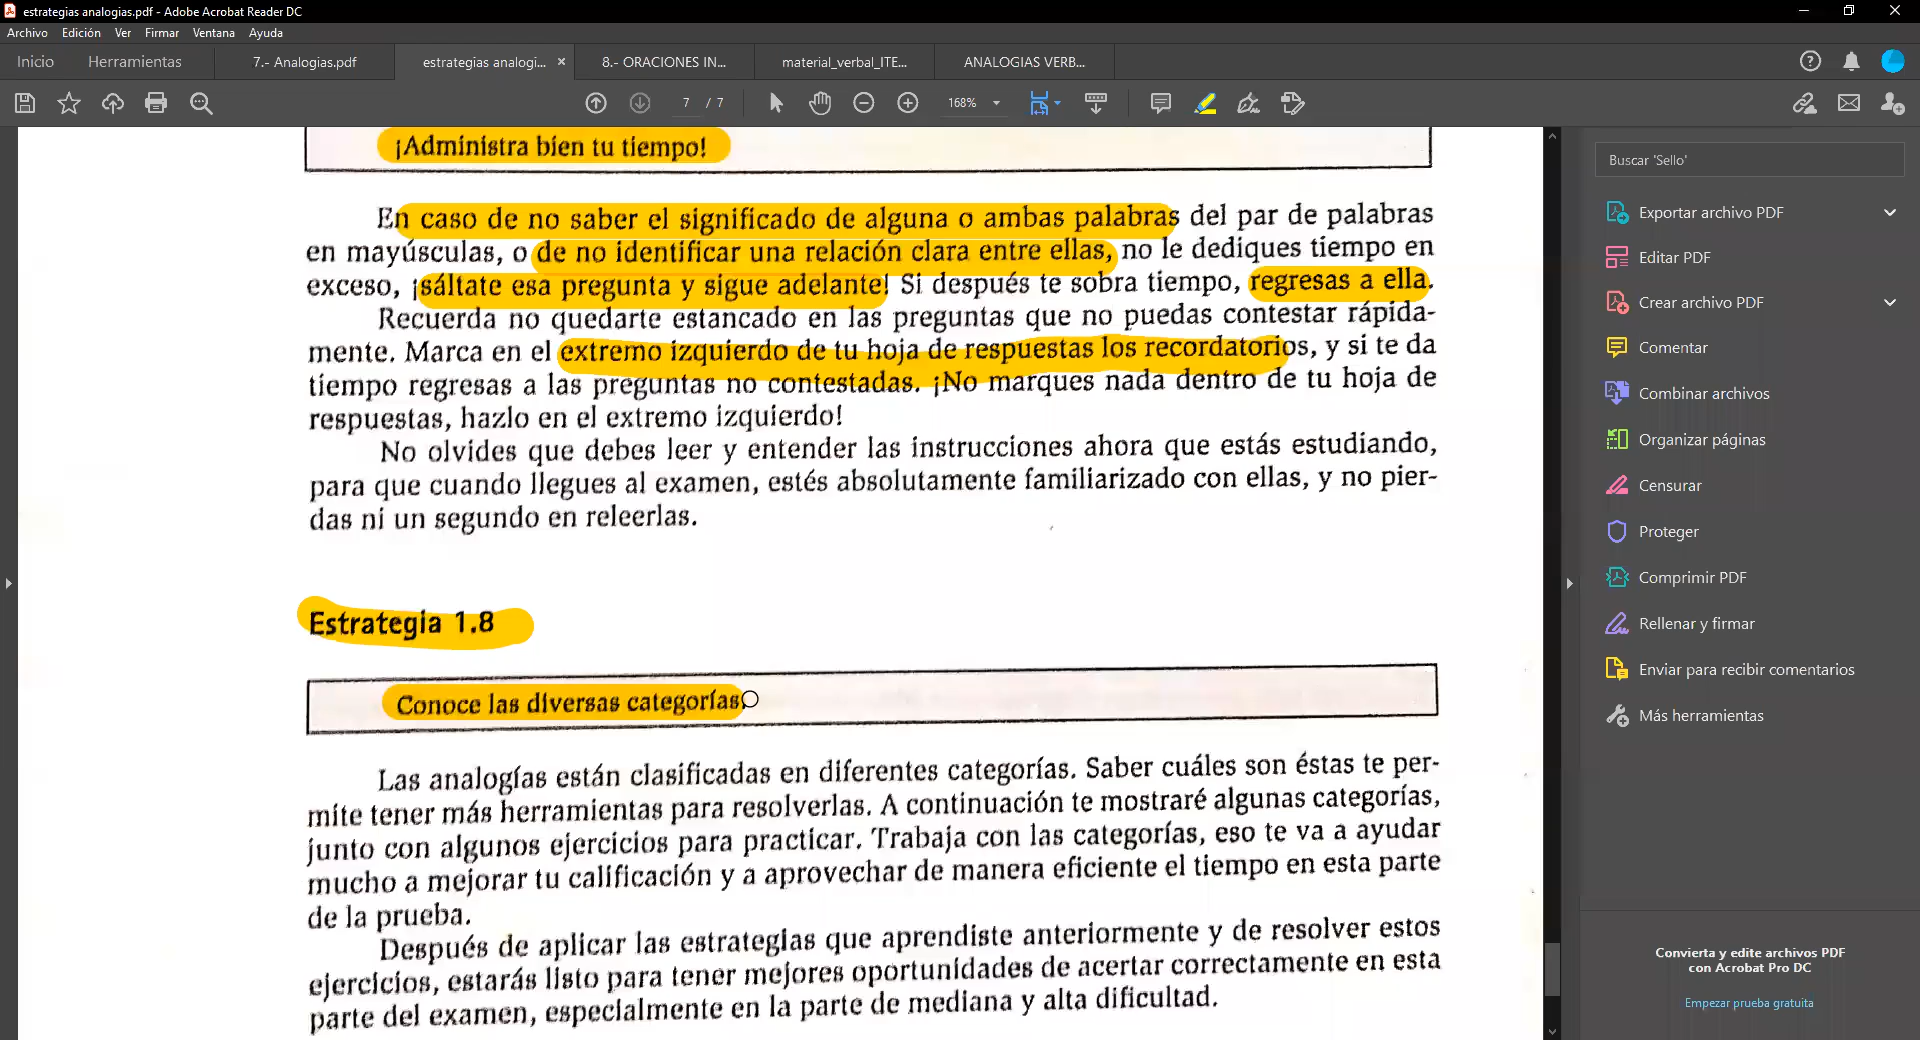 estrategias analogias.pdf - Adobe Acrobat Reader DC
Archivo Edición Ver Firmar Ventana Ayuda
Inicio Herramientas 7.- Analogias.pdf estrategias analogi... × 8.- ORACIONES IN... material_verbal_ITE... ANALOGIAS VERB...
7 / 7 168%
¡Administra bien tu tiempo!
En caso de no saber el significado de alguna o ambas palabras del par de palabras
en mayúsculas, o de no identificar una relación clara entre ellas, no le dediques tiempo en
exceso, ¡sáltate esa pregunta y sigue adelante! Si después te sobra tiempo, regresas a ella.
Recuerda no quedarte estancado en las preguntas que no puedas contestar rápida-
mente. Marca en el extremo izquierdo de tu hoja de respuestas los recordatorios, y si te da
tiempo regresas a las preguntas no contestadas. ¡No marques nada dentro de tu hoja de
respuestas, hazlo en el extremo izquierdo!
No olvides que debes leer y entender las instrucciones ahora que estás estudiando,
para que cuando llegues al examen, estés absolutamente familiarizado con ellas, y no pier-
das ni un segundo en releerlas.
Estrategia 1.8
Conoce las diversas categorías.
Las analogías están clasificadas en diferentes categorías. Saber cuáles son éstas te per-
mite tener más herramientas para resolverlas. A continuación te mostraré algunas categorías,
junto con algunos ejercicios para practicar. Trabaja con las categorías, eso te va a ayudar
mucho a mejorar tu calificación y a aprovechar de manera eficiente el tiempo en esta parte
de la prueba.
Después de aplicar las estrategias que aprendiste anteriormente y de resolver estos
ejercicios, estarás listo para tener mejores oportunidades de acertar correctamente en esta
parte del examen, especialmente en la parte de mediana y alta dificultad.
Buscar 'Sello'
Exportar archivo PDF
Editar PDF
Crear archivo PDF
Comentar
Combinar archivos
Organizar páginas
Censurar
Proteger
Comprimir PDF
Rellenar y firmar
Enviar para recibir comentarios
Más herramientas
Convierta y edite archivos PDF
con Acrobat Pro DC
Empezar prueba gratuita